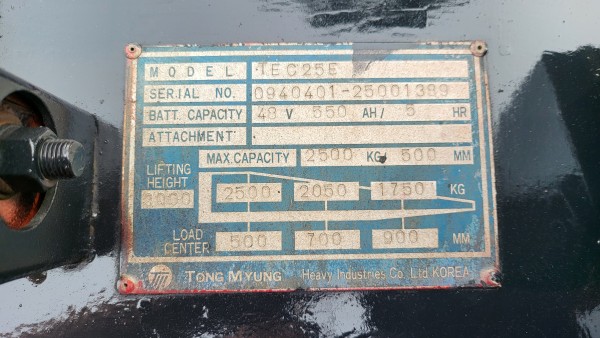 MODEL TEC25E
SERIAL NO. 0940401-25001389
BATT. CAPACITY 48 V 550 AH/ 5 HR
ATTACHMENT
MAX.CAPACITY 2500 KG/ 500 MM
LIFTING HEIGHT 3000
2500 2050 1750 KG
LOAD CENTER 500 700 900 MM
TM TONG MYUNG Heavy Industries Co. Ltd KOREA